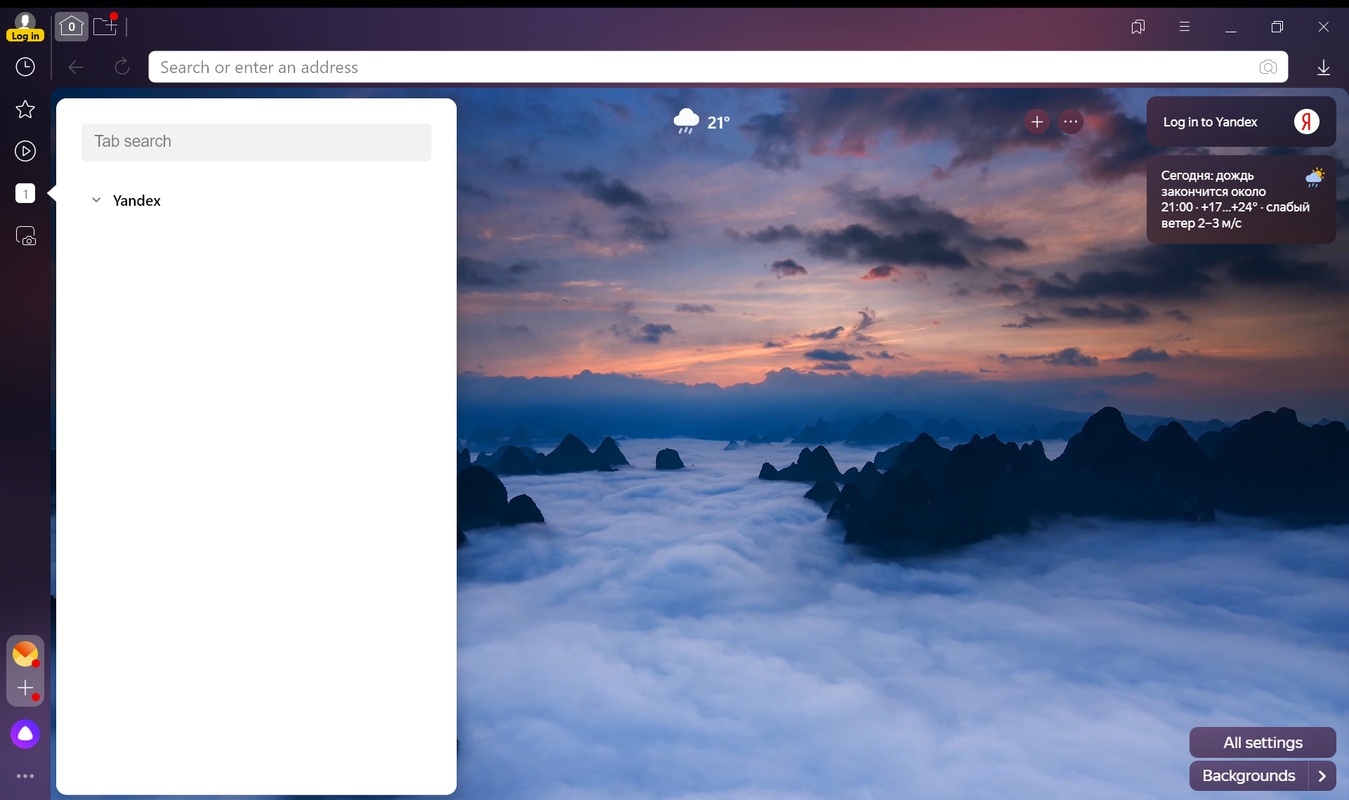 Log in
0
Search or enter an address
Tab search
1
Yandex
21°
Log in to Yandex
Я
Сегодня: дождь
закончится около
21:00 · +17...+24° · слабый
ветер 2–3 м/с
All settings
Backgrounds